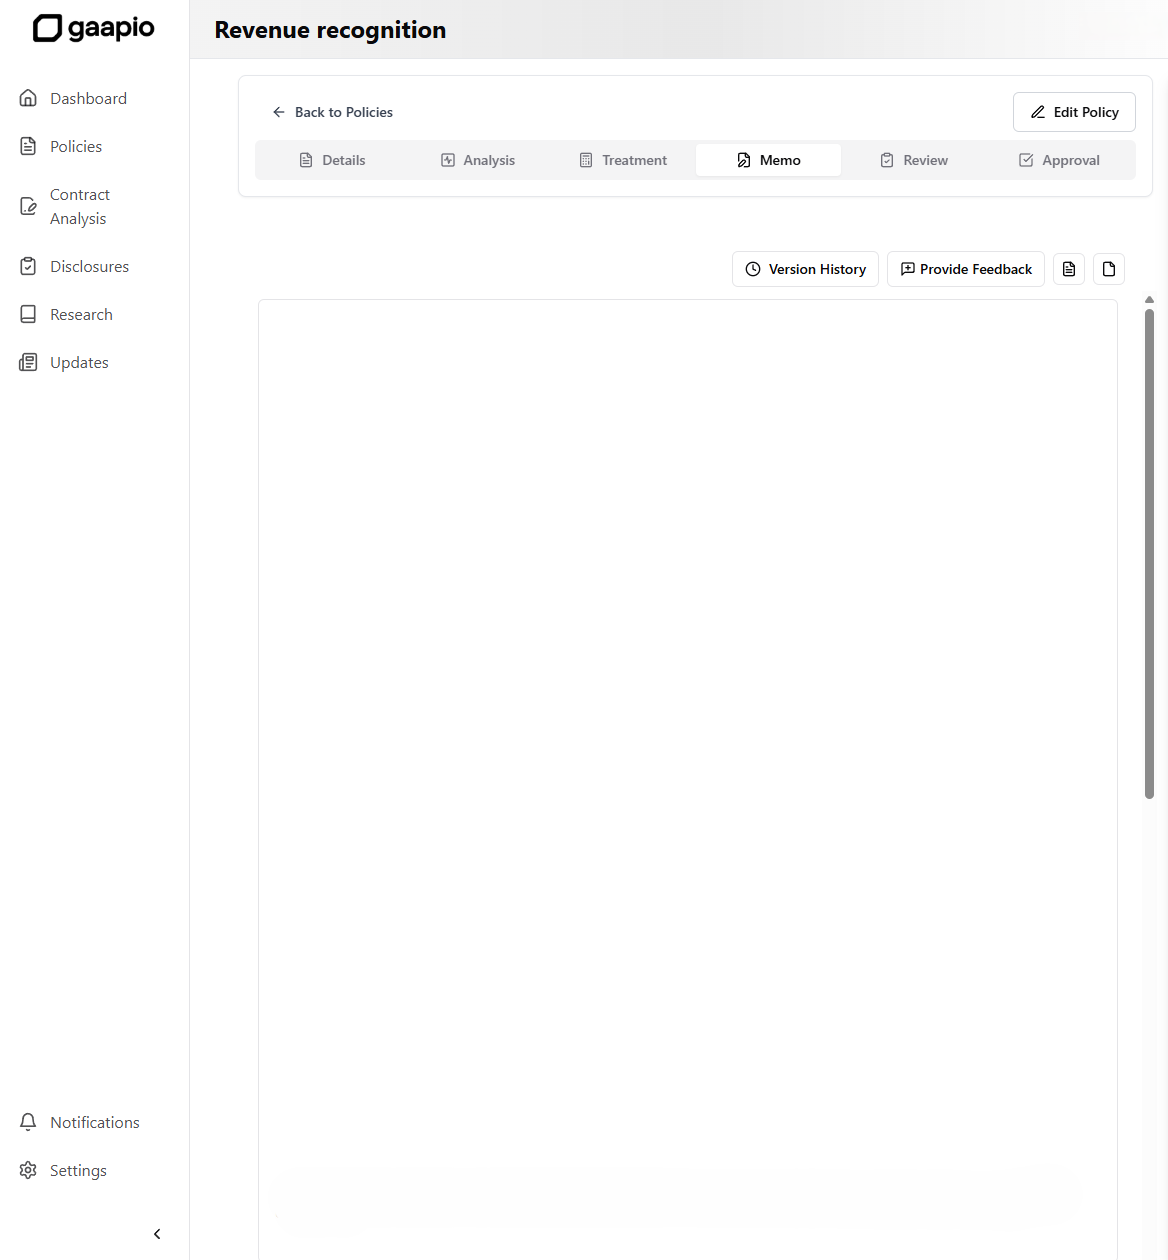 gaapio
Revenue recognition
Dashboard
Policies
Contract
Analysis
Disclosures
Research
Updates
Notifications
Settings
Back to Policies
Edit Policy
Details
Analysis
Treatment
Memo
Review
Approval
Version History
Provide Feedback